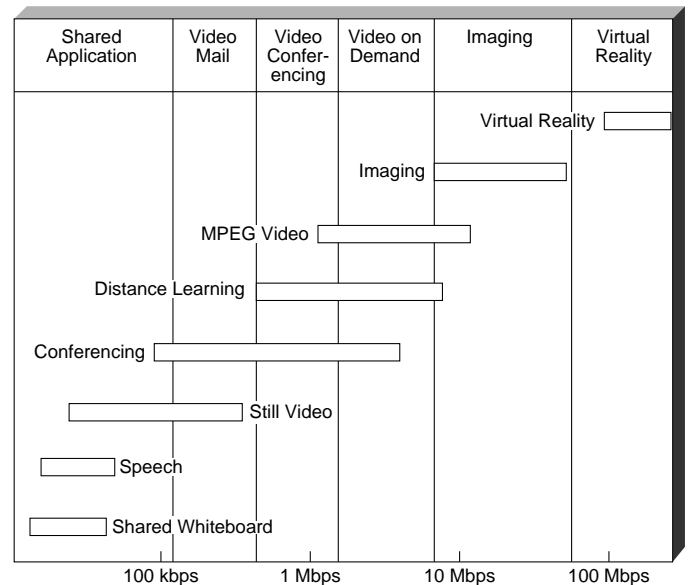 Shared
Application
Video
Mail
Video
Confer-
encing
Video on
Demand
Imaging
Virtual
Reality
Virtual Reality
Imaging
MPEG Video
Distance Learning
Conferencing
Still Video
Speech
Shared Whiteboard
100 kbps
1 Mbps
10 Mbps
100 Mbps